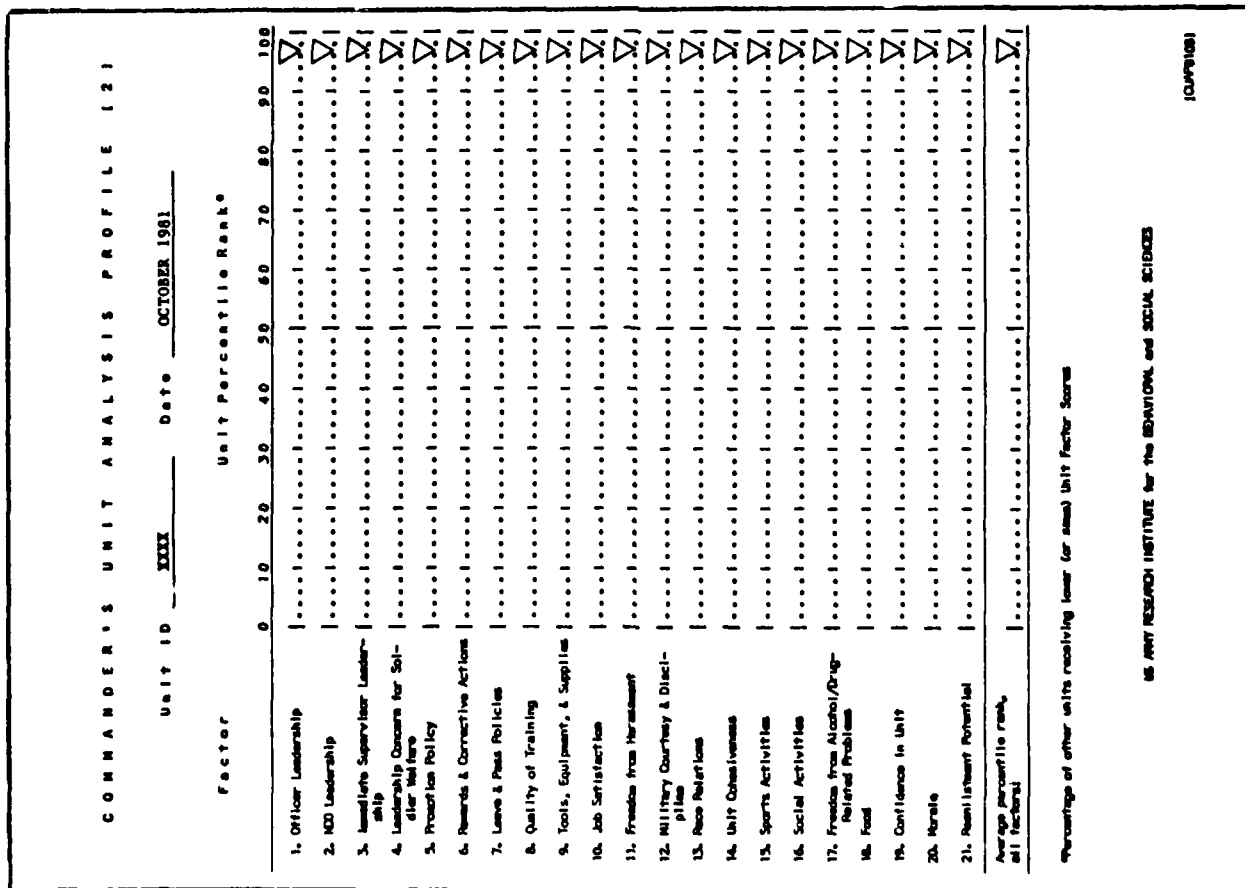 COMMANDER'S UNIT ANALYSIS PROFILE (2)
Unit ID XXXX Date OCTOBER 1981
Factor Unit Percentile Rank*
0 10 20 30 40 50 60 70 80 90 100
1. Officer Leadership
2. NCO Leadership
3. Immediate Supervisor Leader-
ship
4. Leadership Concern for Sol-
dier Welfare
5. Promotion Policy
6. Rewards & Corrective Actions
7. Leave & Pass Policies
8. Quality of Training
9. Tools, Equipment, & Supplies
10. Job Satisfaction
11. Freedom from Harassment
12. Military Courtesy & Disci-
pline
13. Race Relations
14. Unit Cohesiveness
15. Sports Activities
16. Social Activities
17. Freedom from Alcohol/Drug-
Related Problems
18. Food
19. Confidence in Unit
20. Morale
21. Reenlistment Potential
Average percentile rank,
all factors:
*Percentage of other units receiving lower (or same) Unit Factor Scores
US ARMY RESEARCH INSTITUTE for the BEHAVIORAL and SOCIAL SCIENCES